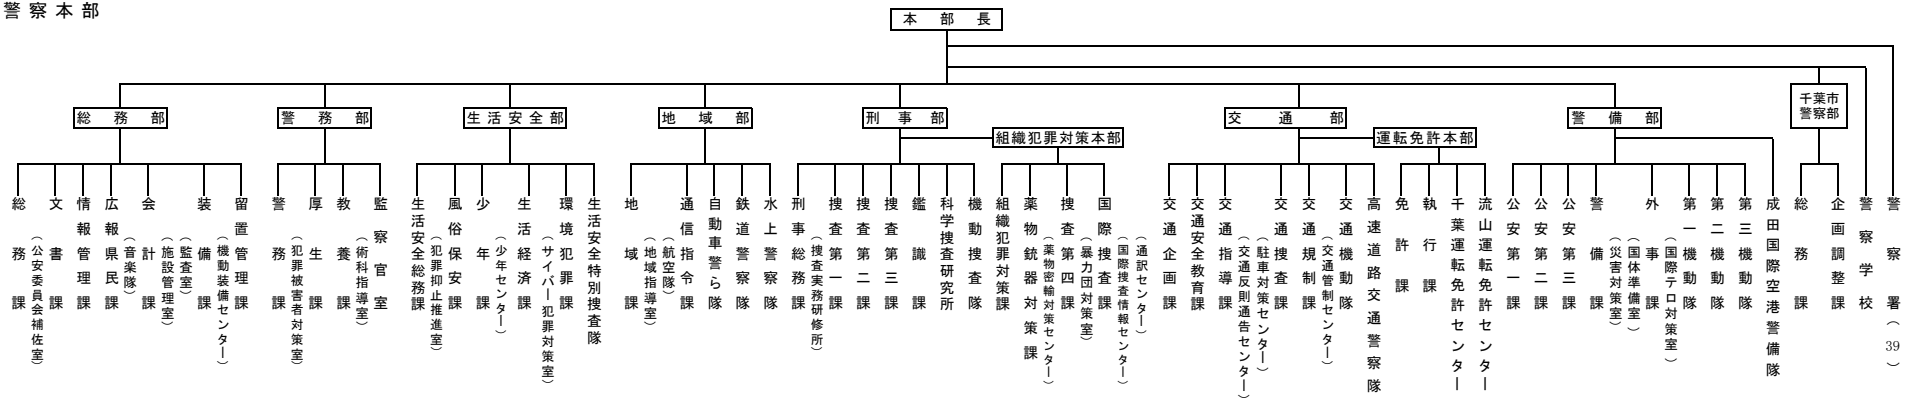 警察本部
本部長
総務部
警務部
生活安全部
地域部
刑事部
組織犯罪対策本部
交通部
運転免許本部
警備部
千葉市
警察部
総務課
（公安委員会補佐室）
文書課
情報管理課
広報県民課
（音楽隊）
会計課
（施設管理室）
（監査室）
装備課
（機動装備センター）
留置管理課
警務課
（犯罪被害者対策室）
厚生課
教養課
（術科指導室）
監察官室
生活安全総務課
（犯罪抑止推進室）
風俗保安課
少年課
（少年センター）
生活経済課
（サイバー犯罪対策室）
環境犯罪課
生活安全特別捜査隊
地域課
（地域指導室）
（航空隊）
通信指令課
自動車警ら隊
鉄道警察隊
水上警察隊
刑事総務課
（捜査実務研修所）
捜査第一課
捜査第二課
捜査第三課
鑑識課
科学捜査研究所
機動捜査隊
組織犯罪対策課
薬物銃器対策課
（薬物密輸対策センター）
捜査第四課
（暴力団対策室）
国際捜査課
（国際捜査情報センター）
（通訳センター）
交通企画課
交通安全教育課
交通指導課
（交通反則通告センター）
（駐車対策センター）
交通捜査課
交通規制課
（交通管制センター）
交通機動隊
高速道路交通警察隊
免許課
執行課
千葉運転免許センター
流山運転免許センター
公安第一課
公安第二課
公安第三課
警備課
（災害対策室）
（国体準備室）
外事課
（国際テロ対策室）
第一機動隊
第二機動隊
第三機動隊
成田国際空港警備隊
総務課
企画調整課
警察学校
警察署（39）